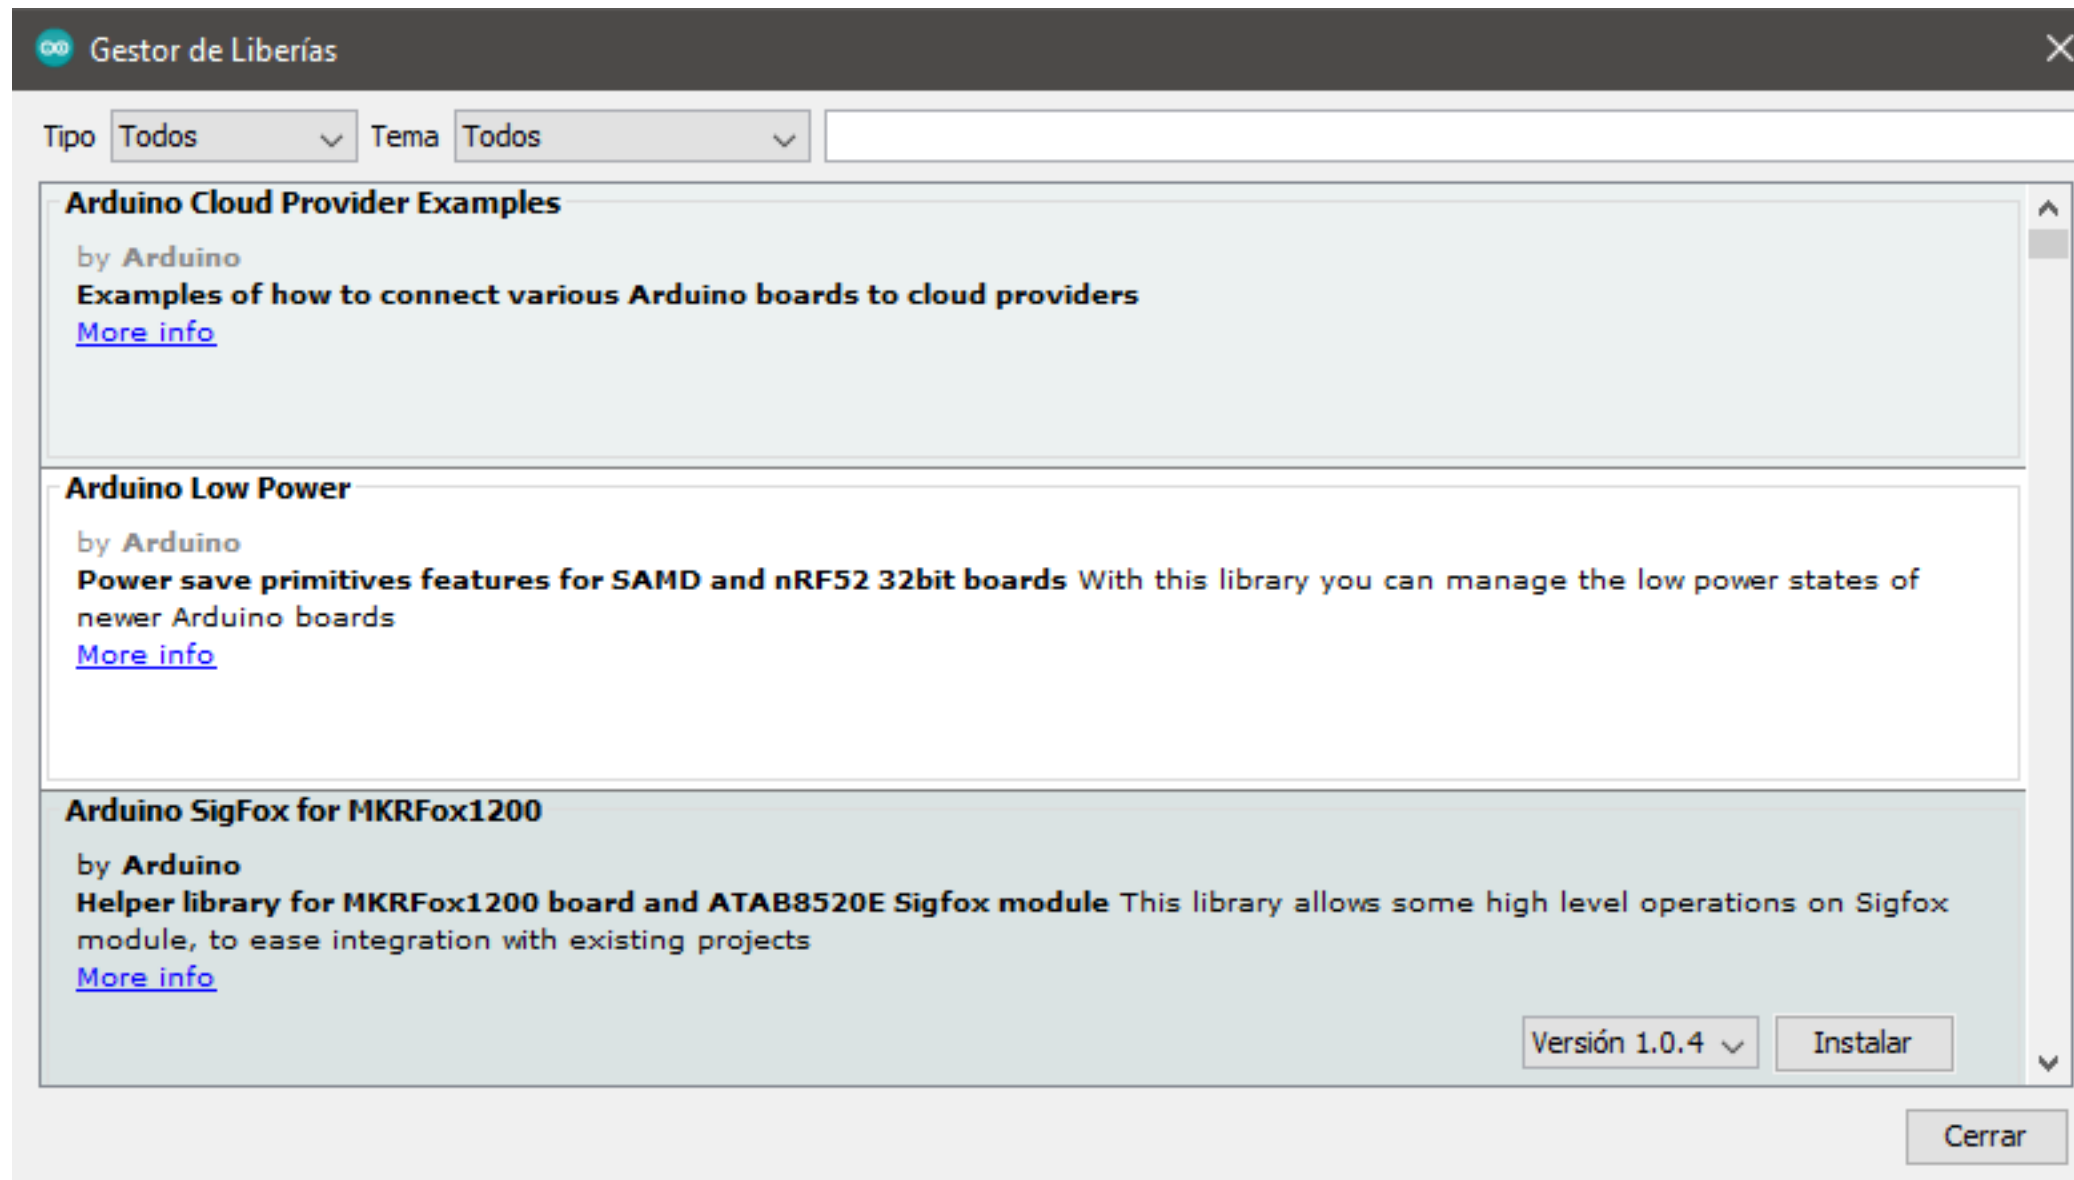 Gestor de Liberías
Tipo Todos Tema Todos
Arduino Cloud Provider Examples
by Arduino
Examples of how to connect various Arduino boards to cloud providers
More info
Arduino Low Power
by Arduino
Power save primitives features for SAMD and nRF52 32bit boards With this library you can manage the low power states of
newer Arduino boards
More info
Arduino SigFox for MKRFox1200
by Arduino
Helper library for MKRFox1200 board and ATAB8520E Sigfox module This library allows some high level operations on Sigfox
module, to ease integration with existing projects
More info
Versión 1.0.4 Instalar
Cerrar